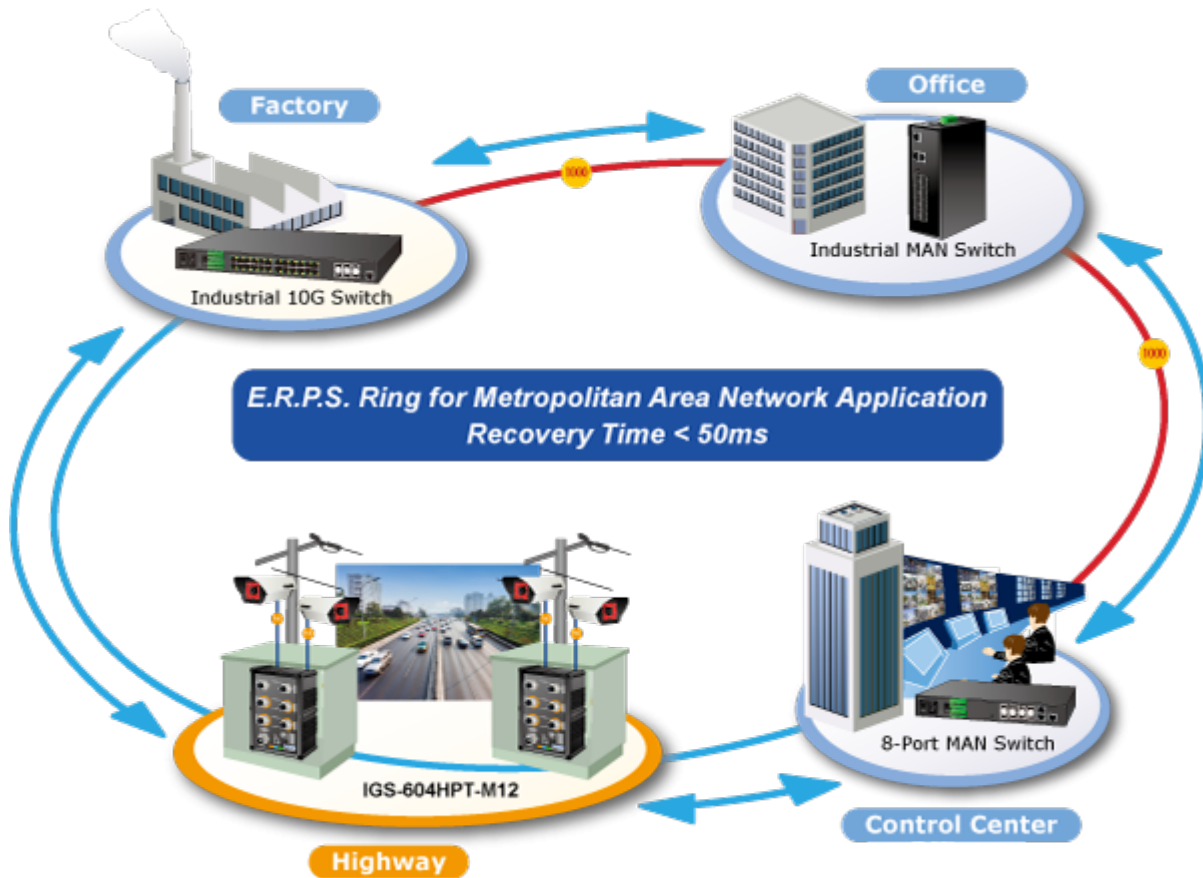 Factory
Office
1000
Industrial MAN Switch
Industrial 10G Switch
1000
E.R.P.S. Ring for Metropolitan Area Network Application
Recovery Time < 50ms
8-Port MAN Switch
IGS-604HPT-M12
Control Center
Highway